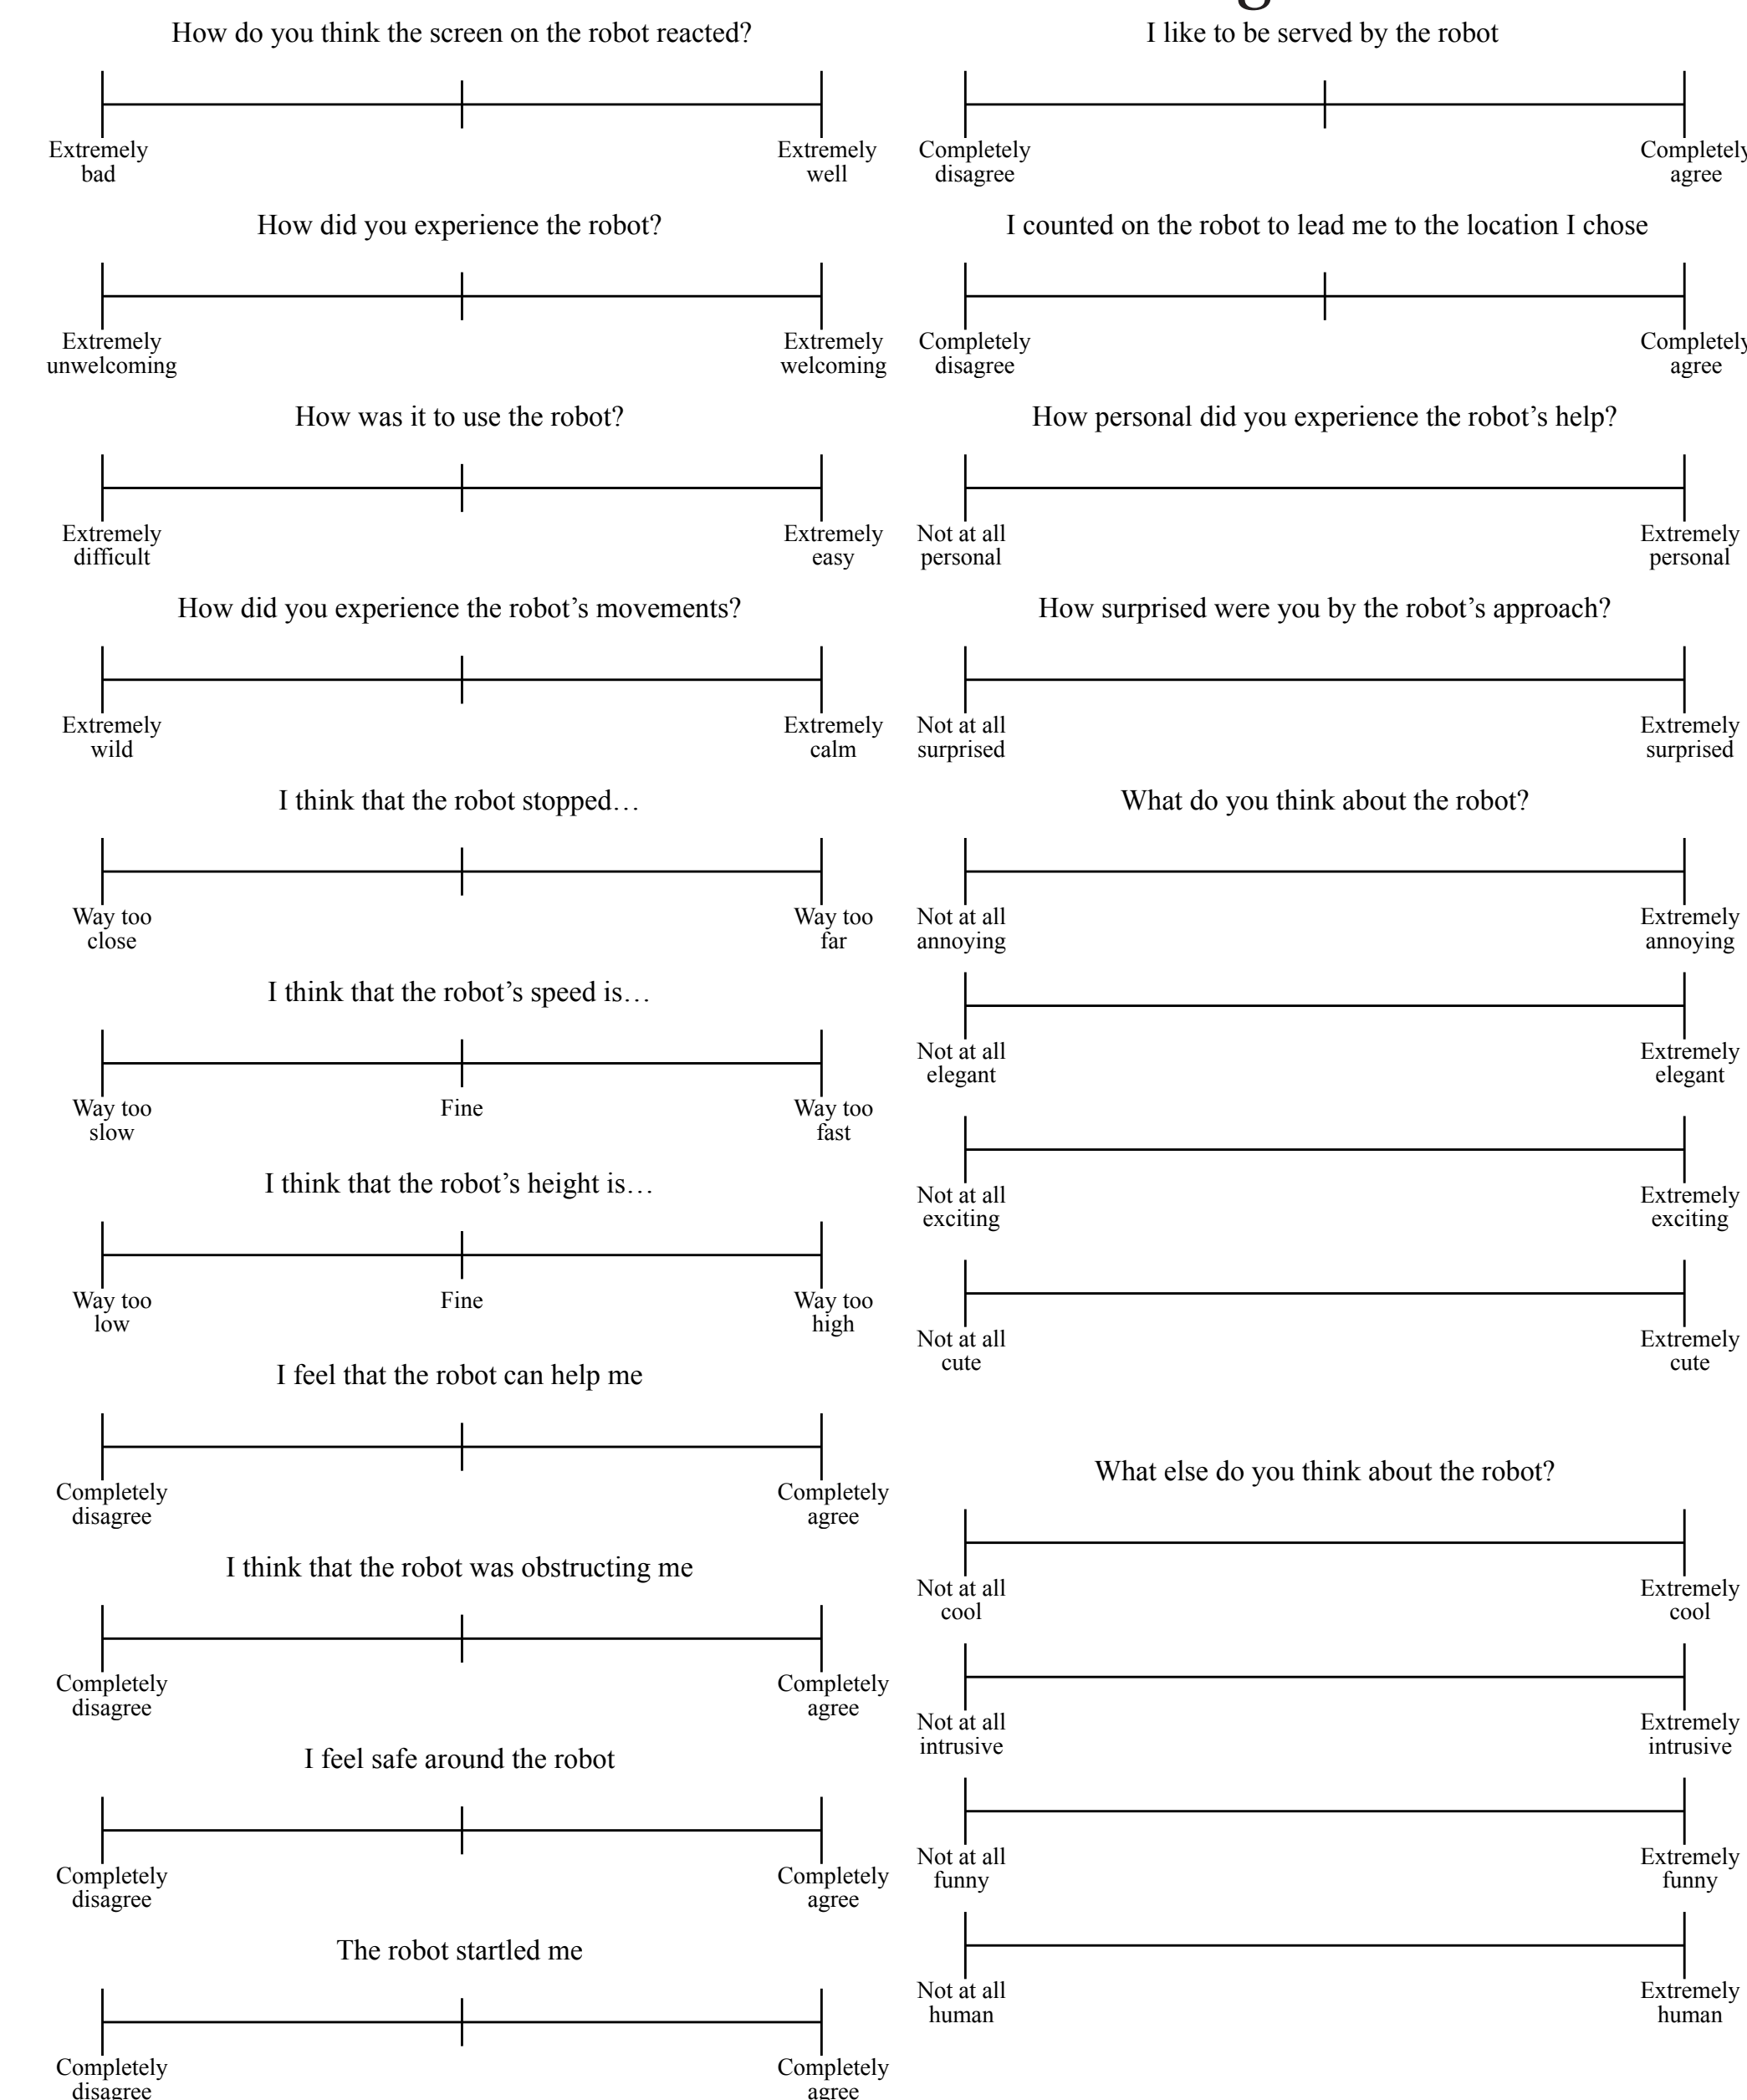 How do you think the screen on the robot reacted?
Extremely
bad
Extremely
well
How did you experience the robot?
Extremely
unwelcoming
Extremely
welcoming
How was it to use the robot?
Extremely
difficult
Extremely
easy
How did you experience the robot’s movements?
Extremely
wild
Extremely
calm
I think that the robot stopped…
Way too
close
Way too
far
I think that the robot’s speed is…
Way too
slow
Fine
Way too
fast
I think that the robot’s height is…
Way too
low
Fine
Way too
high
I feel that the robot can help me
Completely
disagree
Completely
agree
I think that the robot was obstructing me
Completely
disagree
Completely
agree
I feel safe around the robot
Completely
disagree
Completely
agree
The robot startled me
Completely
disagree
Completely
agree
I like to be served by the robot
Completely
disagree
Completely
agree
I counted on the robot to lead me to the location I chose
Completely
disagree
Completely
agree
How personal did you experience the robot’s help?
Not at all
personal
Extremely
personal
How surprised were you by the robot’s approach?
Not at all
surprised
Extremely
surprised
What do you think about the robot?
Not at all
annoying
Extremely
annoying
Not at all
elegant
Extremely
elegant
Not at all
exciting
Extremely
exciting
Not at all
cute
Extremely
cute
What else do you think about the robot?
Not at all
cool
Extremely
cool
Not at all
intrusive
Extremely
intrusive
Not at all
funny
Extremely
funny
Not at all
human
Extremely
human